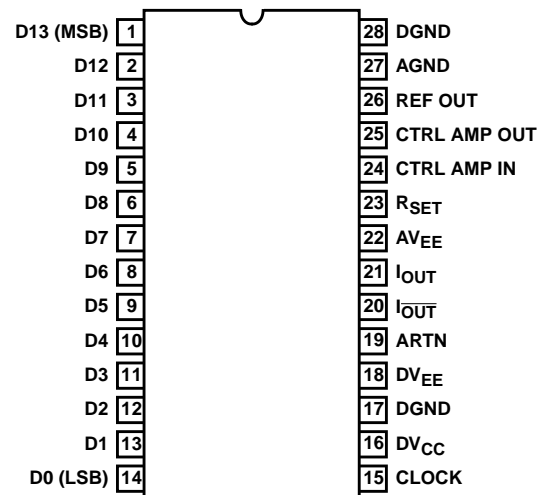 D13 (MSB) 1 28 DGND
D12 2 27 AGND
D11 3 26 REF OUT
D10 4 25 CTRL AMP OUT
D9 5 24 CTRL AMP IN
D8 6 23 RSET
D7 7 22 AVEE
D6 8 21 IOUT
D5 9 20 IOUT
D4 10 19 ARTN
D3 11 18 DVEE
D2 12 17 DGND
D1 13 16 DVCC
D0 (LSB) 14 15 CLOCK